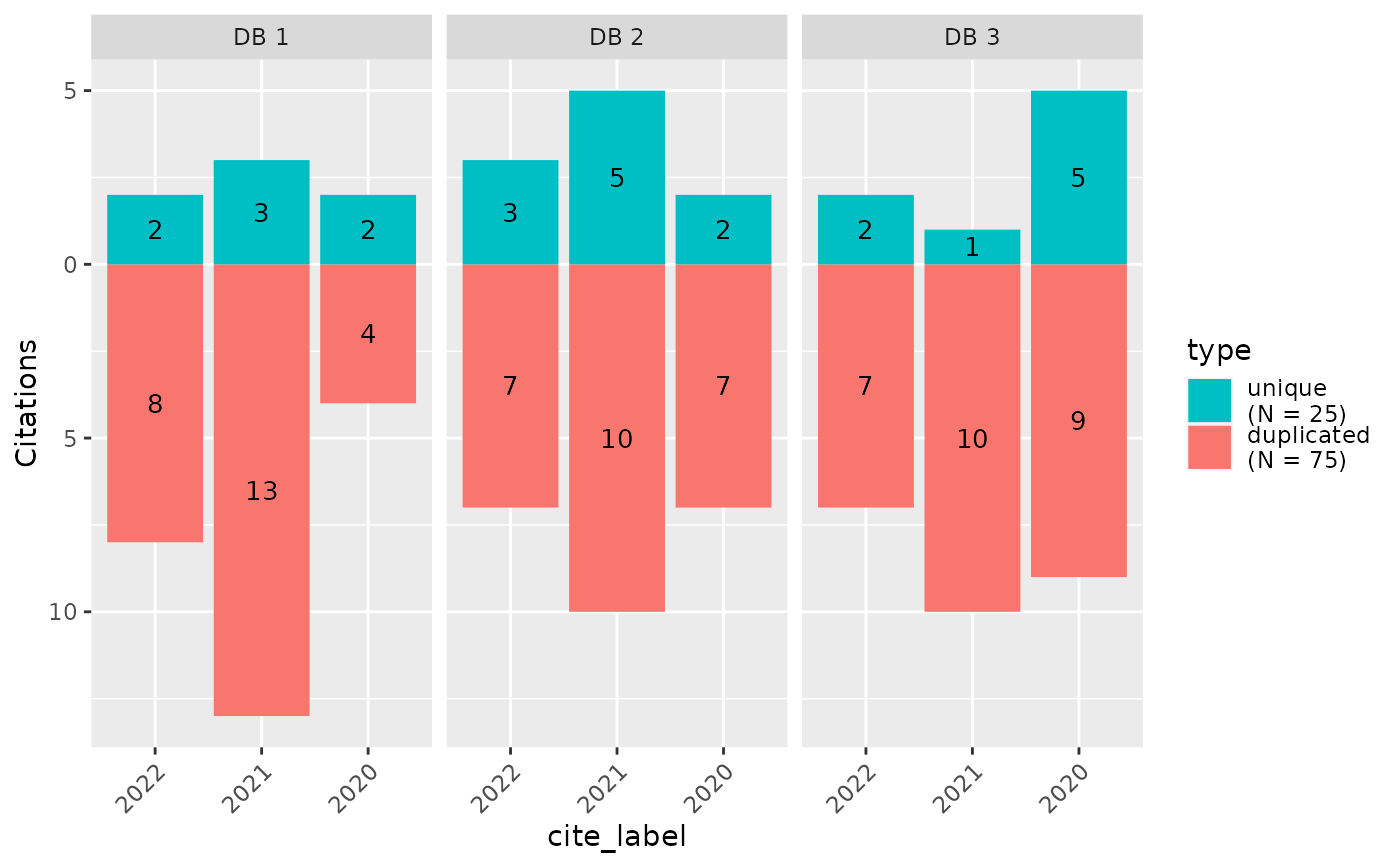 DB 1 DB 2 DB 3
5
0
5
10
Citations
2 3 2
8 13 4
3 5 2
7 10 7
2 1 5
7 10 9
2022 2021 2020 2022 2021 2020 2022 2021 2020
cite_label
type
unique
(N = 25)
duplicated
(N = 75)